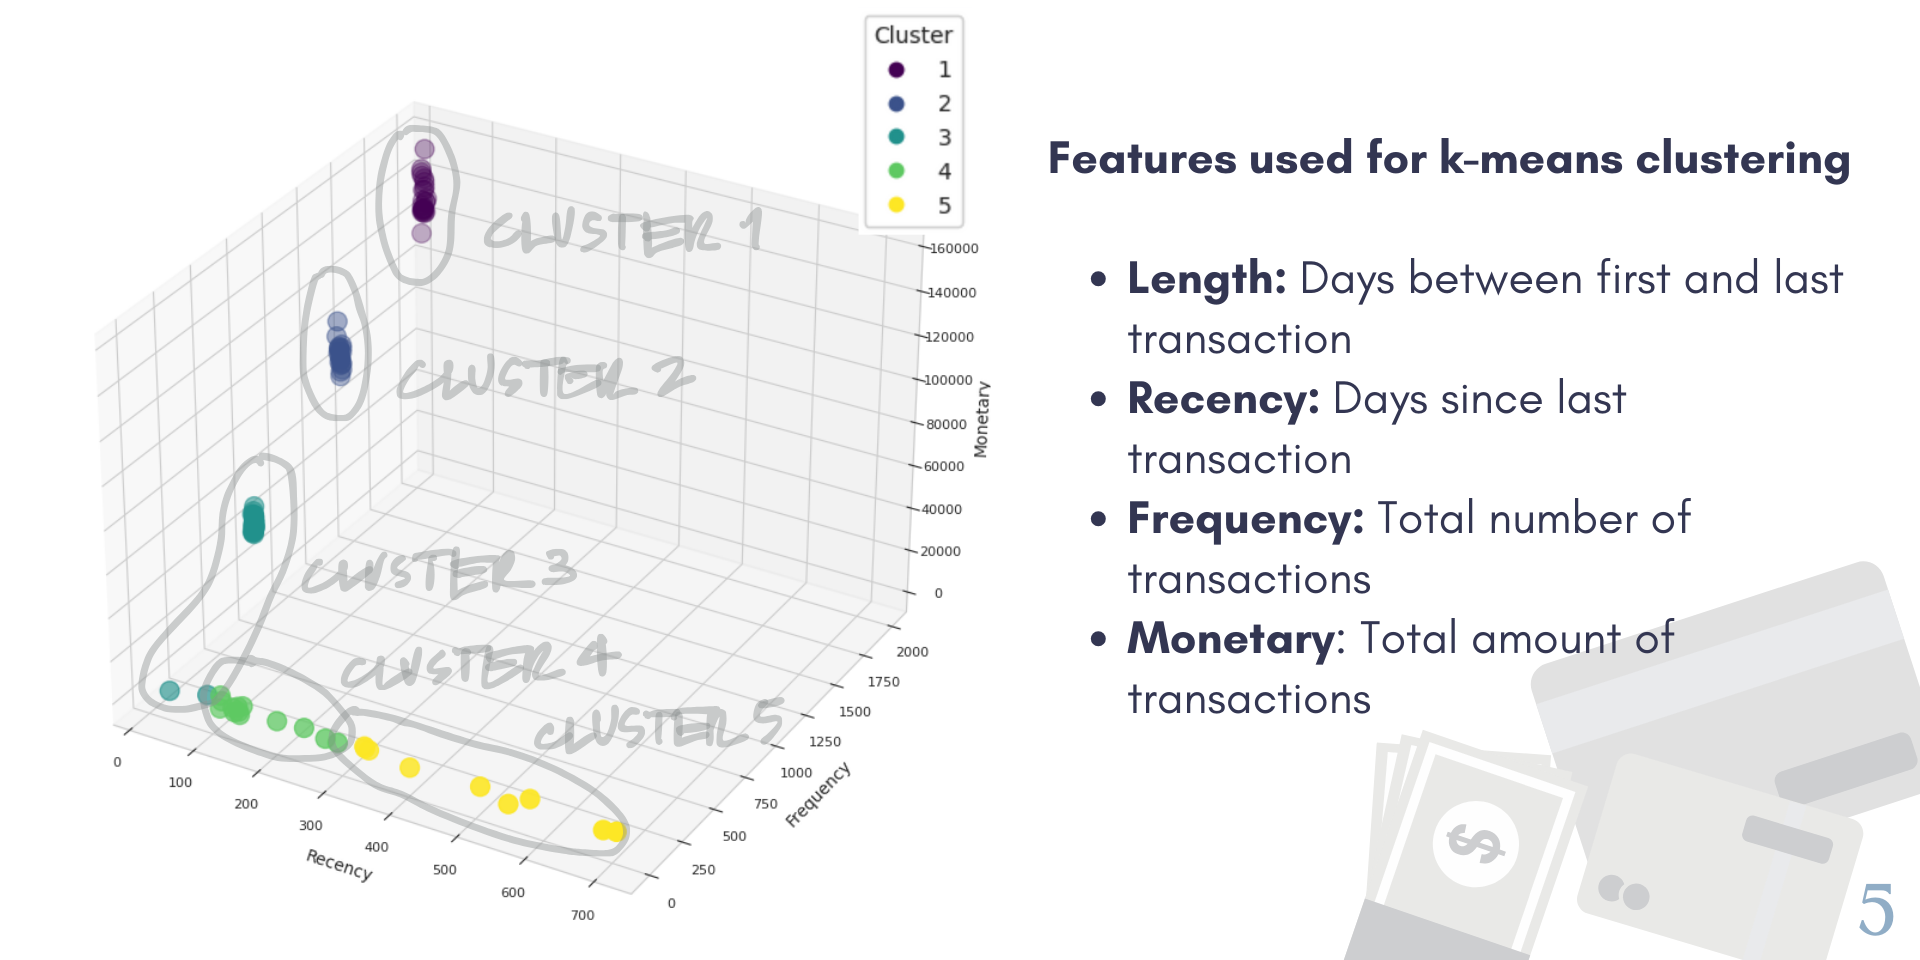 Cluster
1
2
3
4
5
CLUSTER 1
CLUSTER 2
CLUSTER 3
CLUSTER 4
CLUSTER 5
160000
140000
120000
100000
80000
60000
40000
20000
0
Monetary
2000
1750
1500
1250
1000
750
500
250
0
Frequency
0
100
200
300
400
500
600
700
Recency
Features used for k-means clustering
• Length: Days between first and last
transaction
• Recency: Days since last
transaction
• Frequency: Total number of
transactions
• Monetary: Total amount of
transactions
$
5